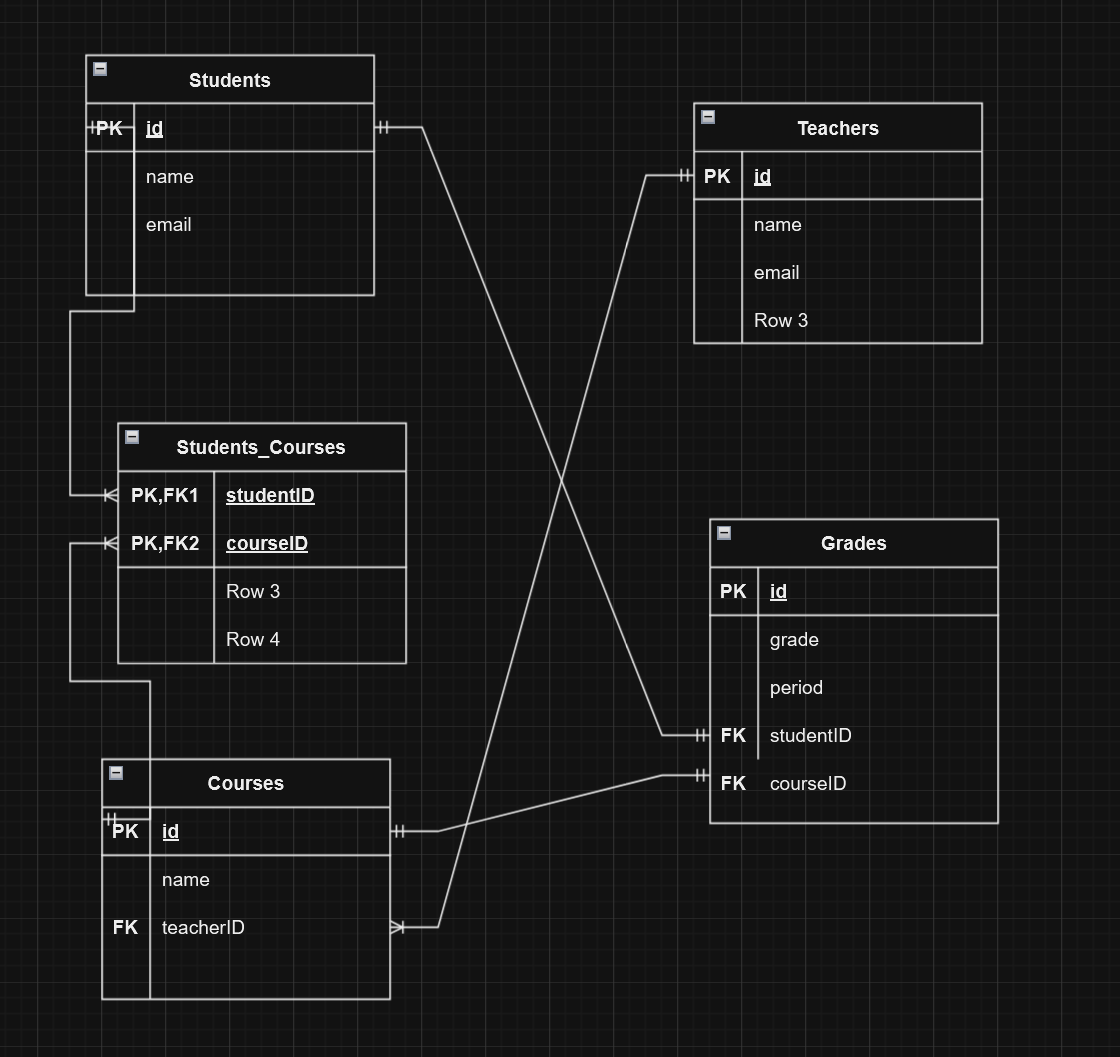 Students
PK id
name
email
Teachers
PK id
name
email
Row 3
Students_Courses
PK,FK1 studentID
PK,FK2 courseID
Row 3
Row 4
Grades
PK id
grade
period
FK studentID
FK courseID
Courses
PK id
name
FK teacherID